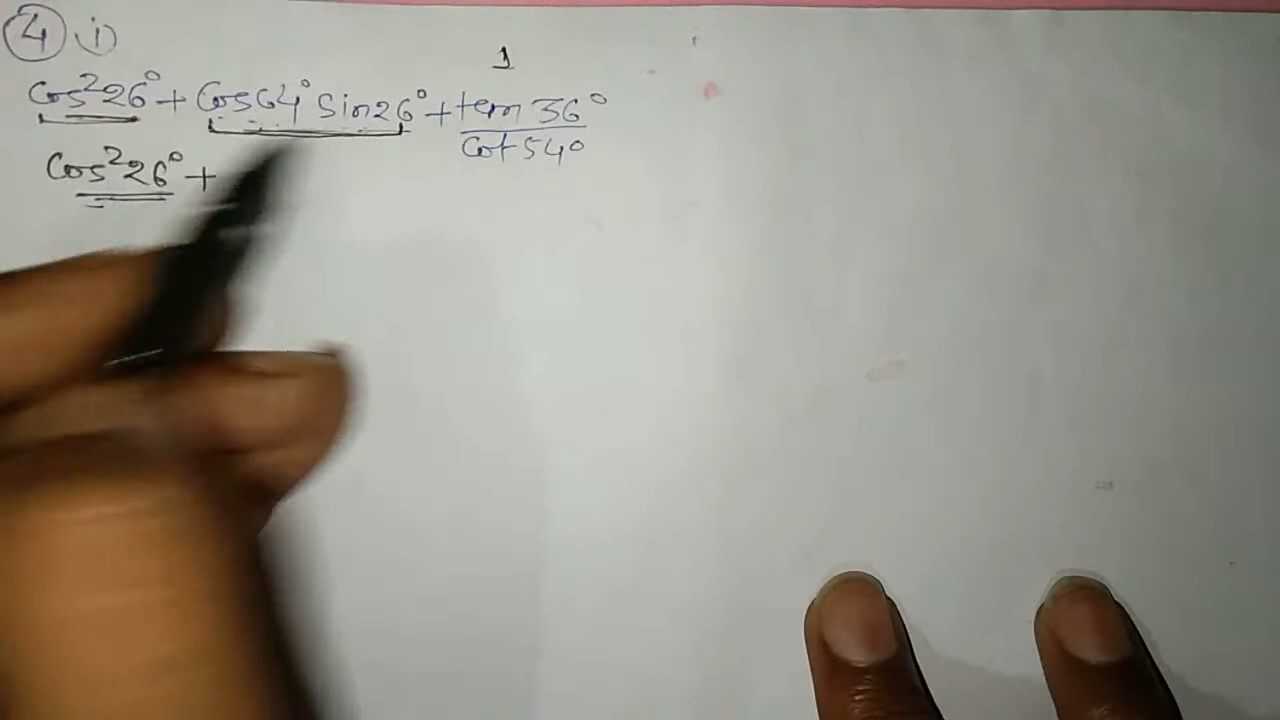 4 i)
1
Cos²26° + Cos64° Sin26° + tan 36° / Cot 54°
Cos²26° +